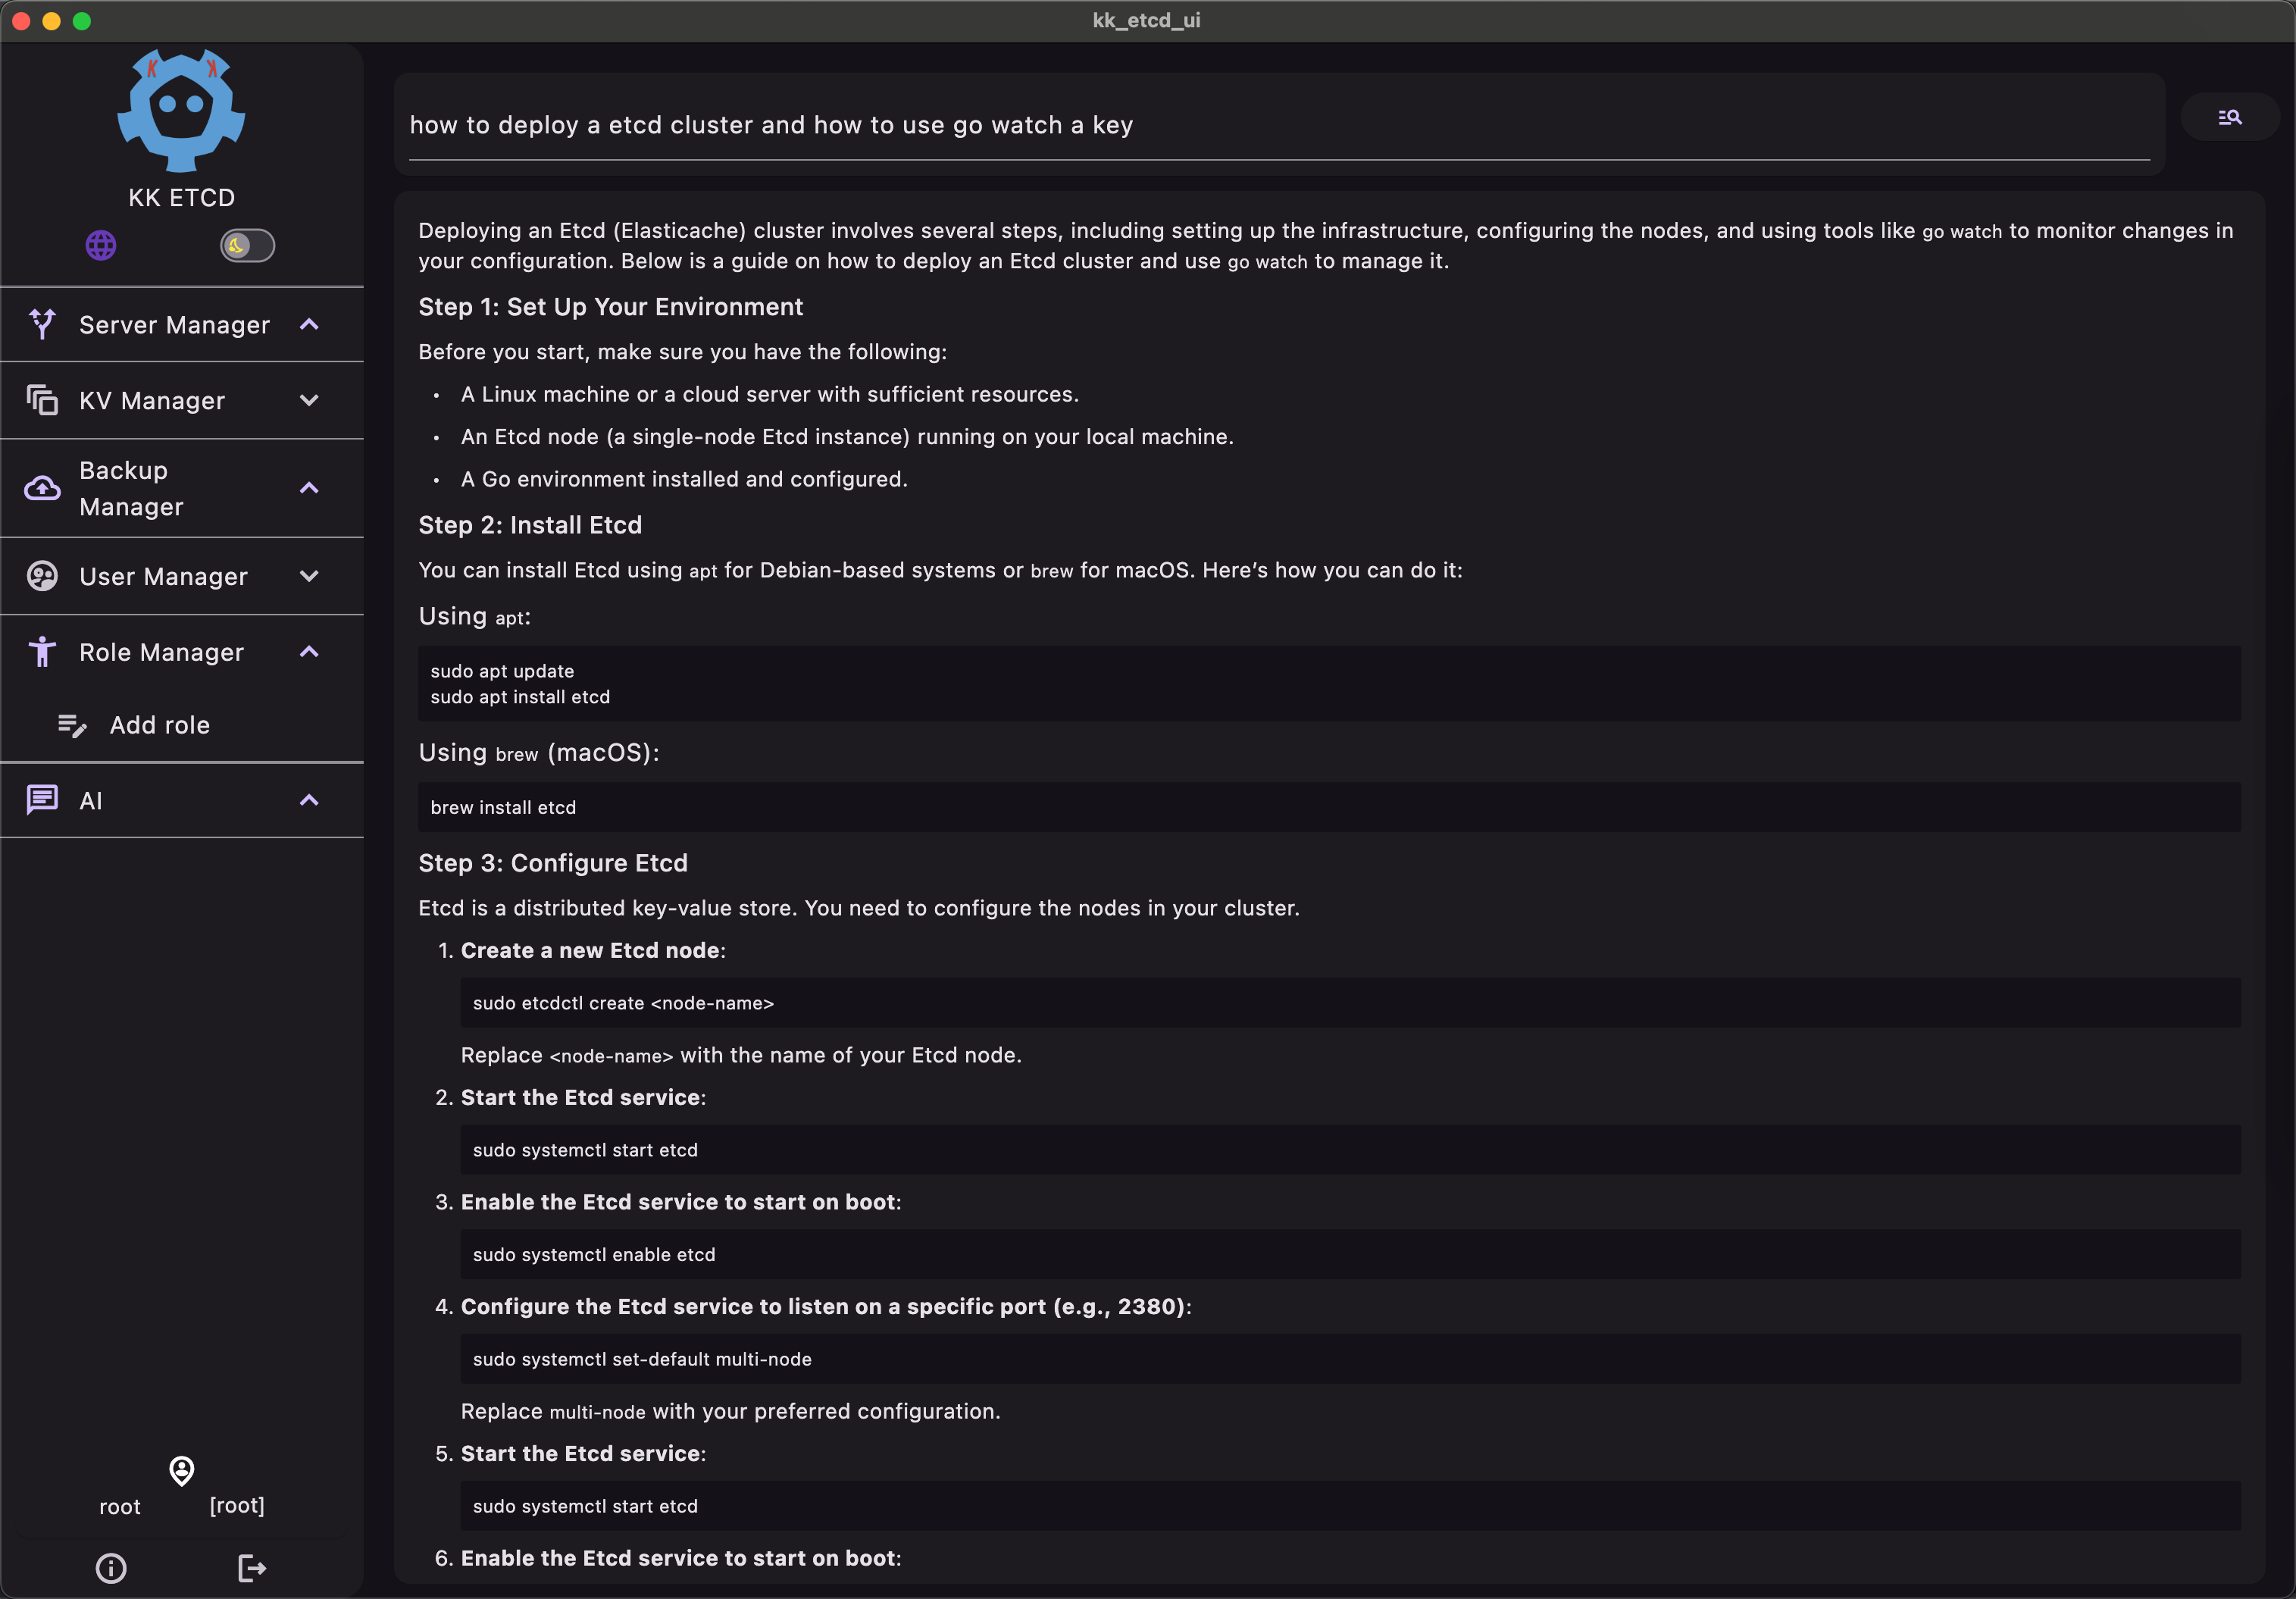 kk_etcd_ui
KK ETCD
Server Manager
KV Manager
Backup
Manager
User Manager
Role Manager
Add role
AI
root [root]
how to deploy a etcd cluster and how to use go watch a key
Deploying an Etcd (Elasticache) cluster involves several steps, including setting up the infrastructure, configuring the nodes, and using tools like go watch to monitor changes in
your configuration. Below is a guide on how to deploy an Etcd cluster and use go watch to manage it.
Step 1: Set Up Your Environment
Before you start, make sure you have the following:
• A Linux machine or a cloud server with sufficient resources.
• An Etcd node (a single-node Etcd instance) running on your local machine.
• A Go environment installed and configured.
Step 2: Install Etcd
You can install Etcd using apt for Debian-based systems or brew for macOS. Here’s how you can do it:
Using apt:
sudo apt update
sudo apt install etcd
Using brew (macOS):
brew install etcd
Step 3: Configure Etcd
Etcd is a distributed key-value store. You need to configure the nodes in your cluster.
1. Create a new Etcd node:
sudo etcdctl create <node-name>
Replace <node-name> with the name of your Etcd node.
2. Start the Etcd service:
sudo systemctl start etcd
3. Enable the Etcd service to start on boot:
sudo systemctl enable etcd
4. Configure the Etcd service to listen on a specific port (e.g., 2380):
sudo systemctl set-default multi-node
Replace multi-node with your preferred configuration.
5. Start the Etcd service:
sudo systemctl start etcd
6. Enable the Etcd service to start on boot: